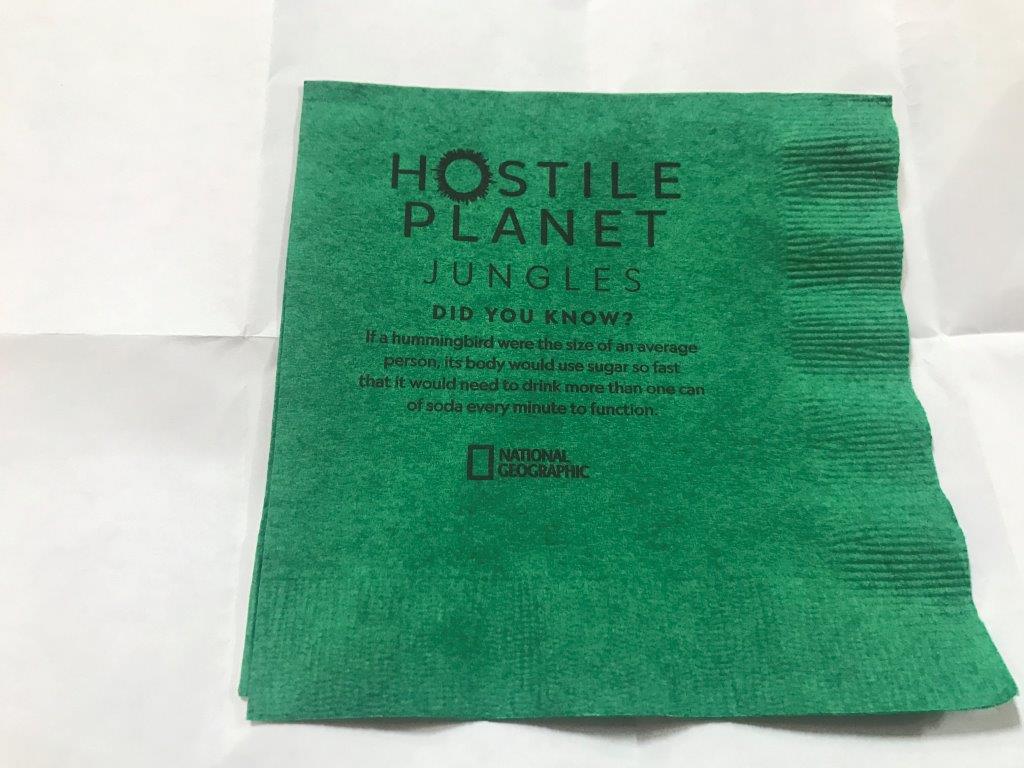 HOSTILE
PLANET
JUNGLES
DID YOU KNOW?
If a hummingbird were the size of an average
person, its body would use sugar so fast
that it would need to drink more than one can
of soda every minute to function.
NATIONAL
GEOGRAPHIC